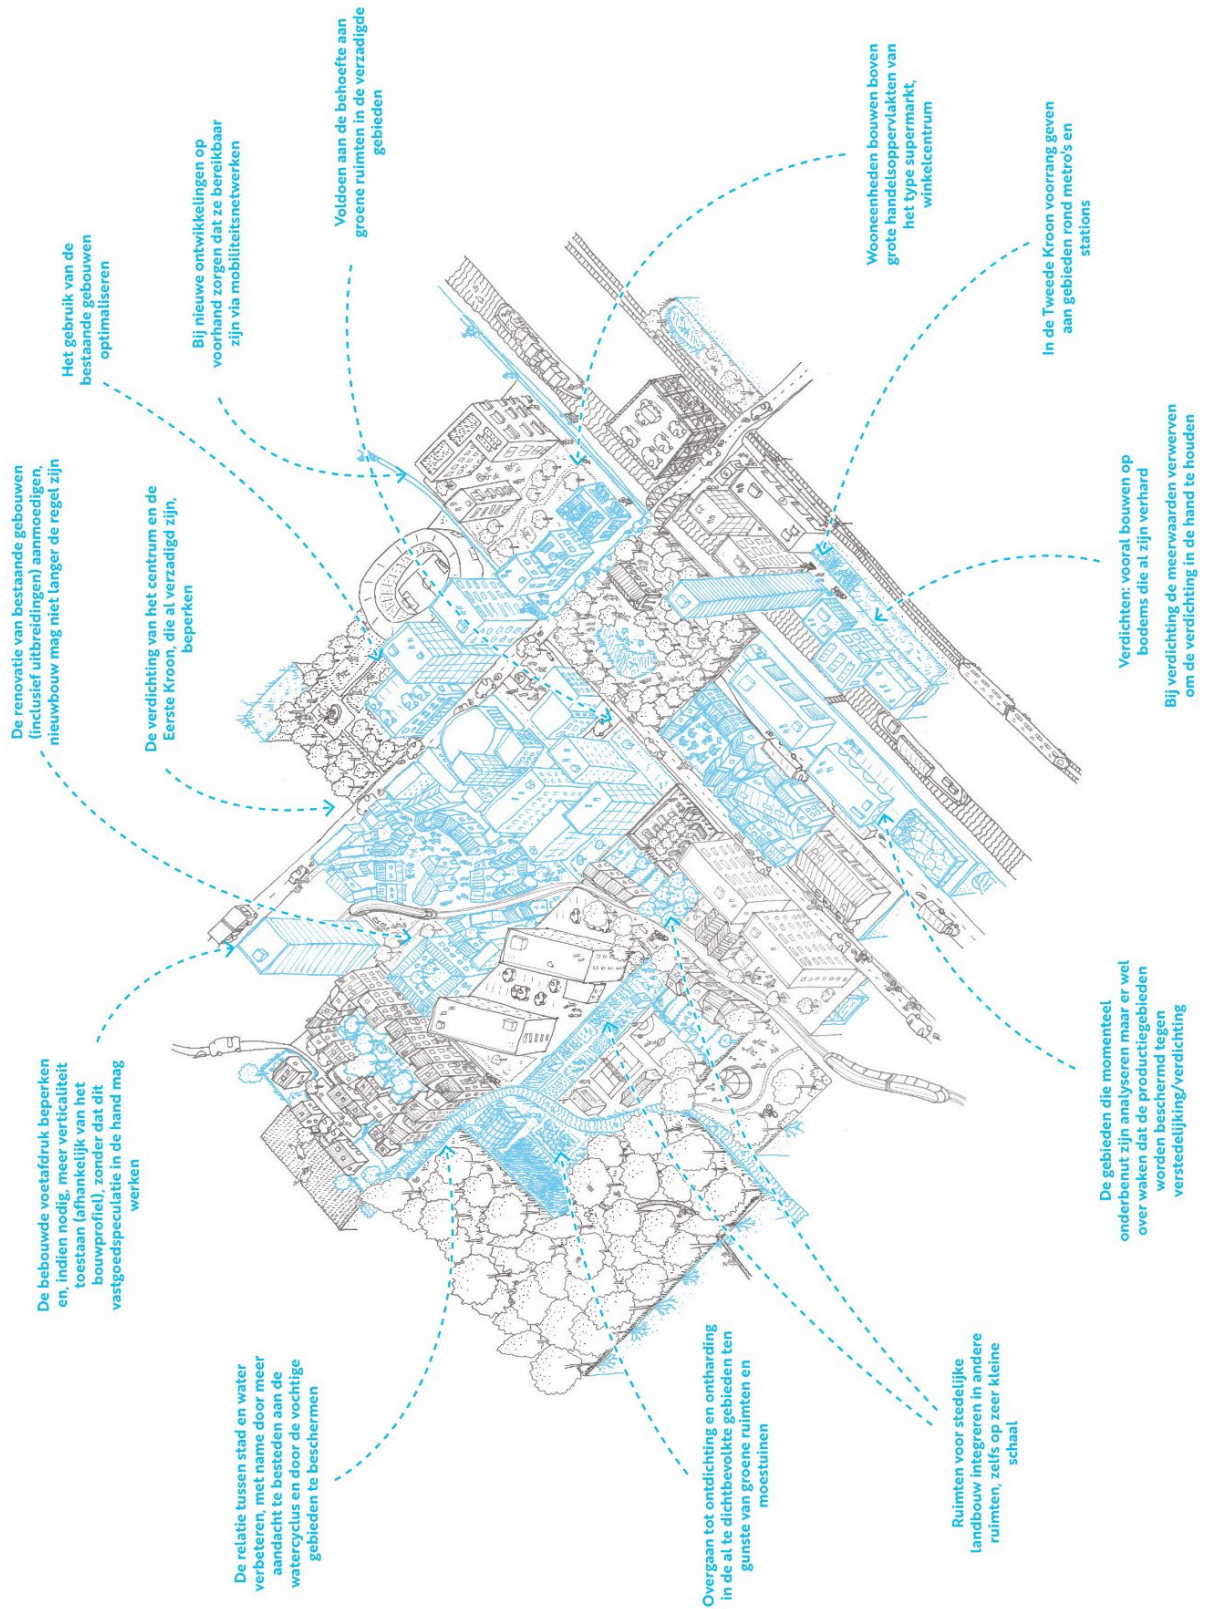 De bebouwde voetafdruk beperken
en, indien nodig, meer verticaliteit
toestaan (afhankelijk van het
bouwprofiel), zonder dat dit
vastgoedspeculatie in de hand mag
werken
De renovatie van bestaande gebouwen
(inclusief uitbreidingen) aanmoedigen,
nieuwbouw mag niet langer de regel zijn
Het gebruik van de
bestaande gebouwen
optimaliseren
De verdichting van het centrum en de
Eerste Kroon, die al verzadigd zijn,
beperken
Bij nieuwe ontwikkelingen op
voorhand zorgen dat ze bereikbaar
zijn via mobiliteitsnetwerken
De relatie tussen stad en water
verbeteren, met name door meer
aandacht te besteden aan de
watercyclus en door de vochtige
gebieden te beschermen
Voldoen aan de behoefte aan
groene ruimten in de verzadigde
gebieden
Overgaan tot ontdichting en ontharding
in de al te dichtbevolkte gebieden ten
gunste van groene ruimten en
moestuinen
Wooneenheden bouwen boven
grote handelsoppervlakten van
het type supermarkt,
winkelcentrum
Ruimten voor stedelijke
landbouw integreren in andere
ruimten, zelfs op zeer kleine
schaal
De gebieden die momenteel
onderbenut zijn analyseren maar er wel
over waken dat de productiegebieden
worden beschermd tegen
verstedelijking/verdichting
Verdichten: vooral bouwen op
bodems die al zijn verhard
Bij verdichting de meerwaarden verwerven
om de verdichting in de hand te houden
In de Tweede Kroon voorrang geven
aan gebieden rond metro's en
stations